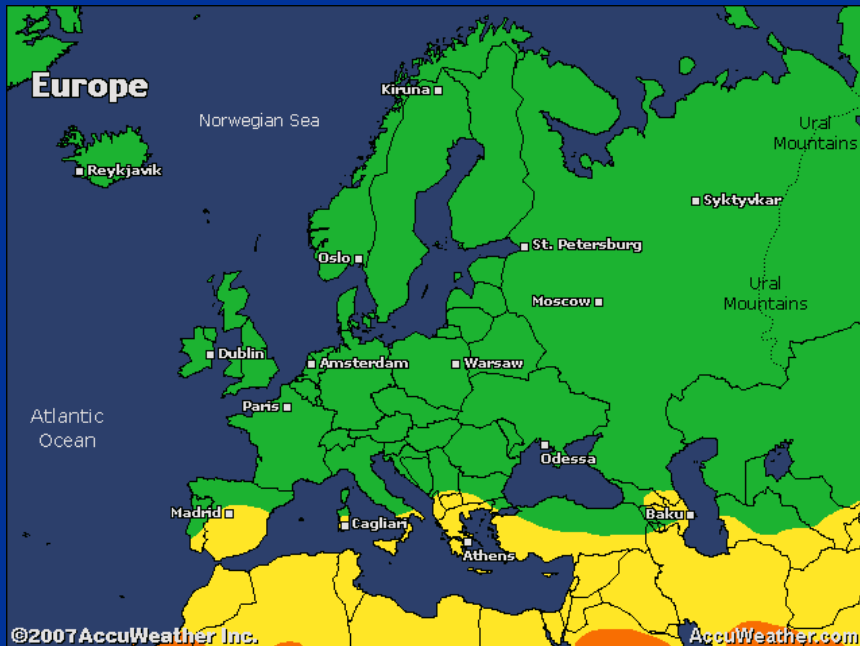 Europe
Kiruna
Norwegian Sea
Ural
Mountains
Reykjavik
Syktyvkar
St. Petersburg
Oslo
Ural
Mountains
Moscow
Dublin
Amsterdam
Warsaw
Paris
Atlantic
Ocean
Odessa
Madrid
Cagliari
Baku
Athens
©2007AccuWeather Inc.
AccuWeather.com